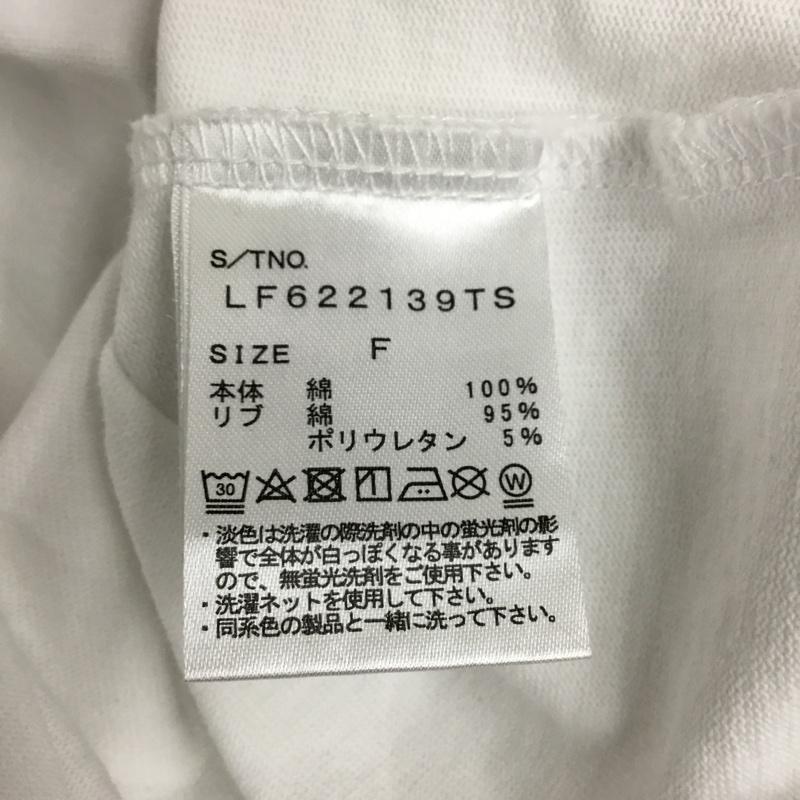 S/TNO.
LF622139TS
SIZE F
本体 綿 100%
リブ 綿 95%
ポリウレタン 5%
30 W
・淡色は洗濯の際洗剤の中の蛍光剤の影
響で全体が白っぽくなる事があります
ので、無蛍光洗剤をご使用下さい。
・洗濯ネットを使用して下さい。
・同系色の製品と一緒に洗って下さい。